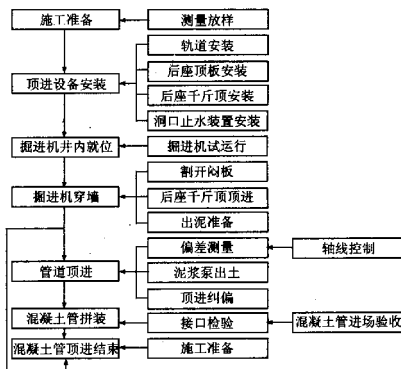 施工准备
测量放样
轨道安装
后座顶板安装
顶进设备安装
后座千斤顶安装
洞口止水装置安装
掘进机井内就位
掘进机试运行
割开闷板
掘进机穿墙
后座千斤顶顶进
出泥准备
偏差测量
轴线控制
管道顶进
泥浆泵出土
顶进纠偏
混凝土管拼装
接口检验
混凝土管进场验收
混凝土管顶进结束
施工准备